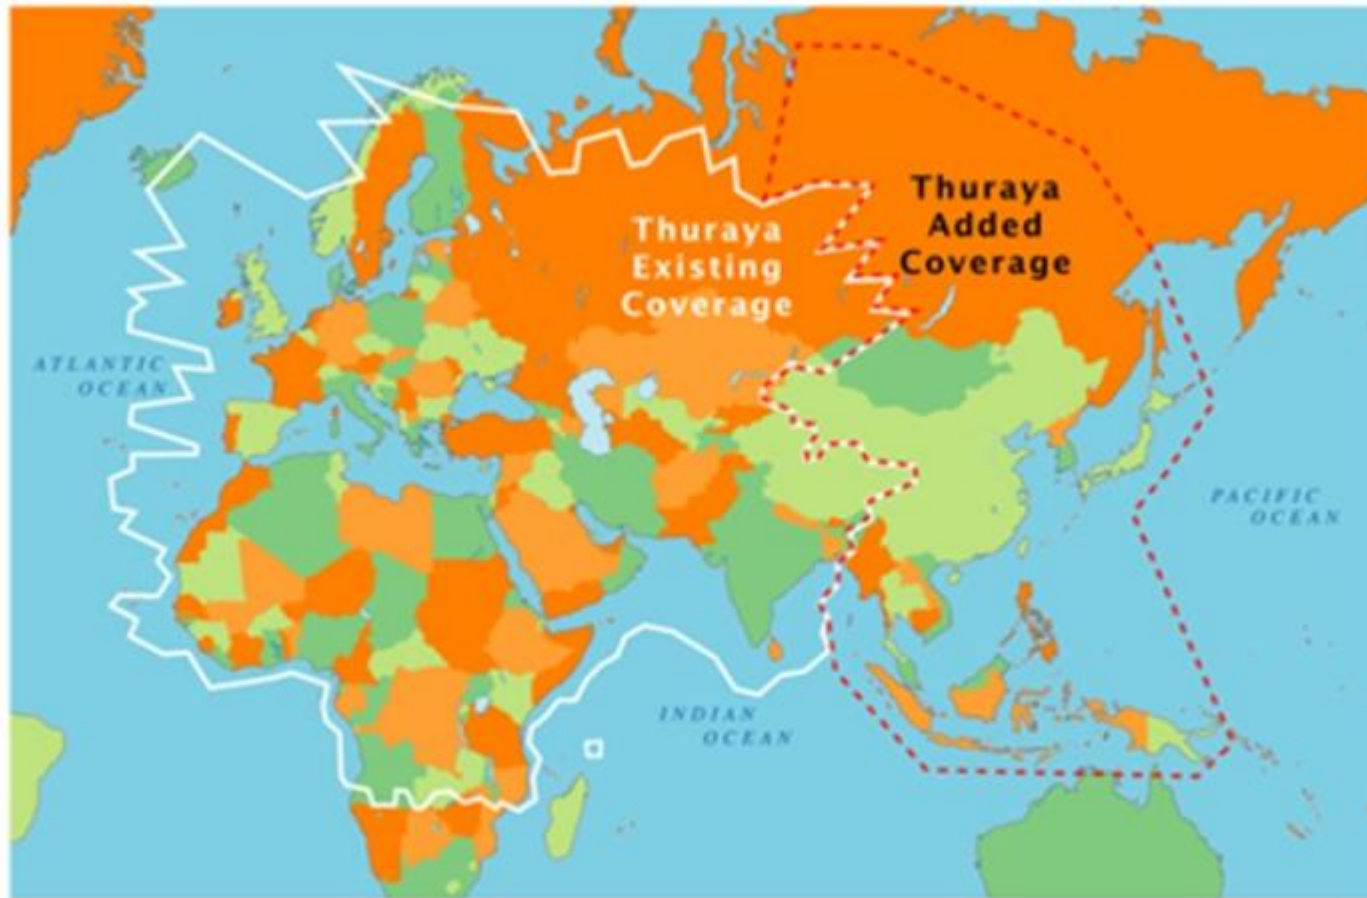 Thuraya
Existing
Coverage
Thuraya
Added
Coverage
ATLANTIC
OCEAN
PACIFIC
OCEAN
INDIAN
OCEAN